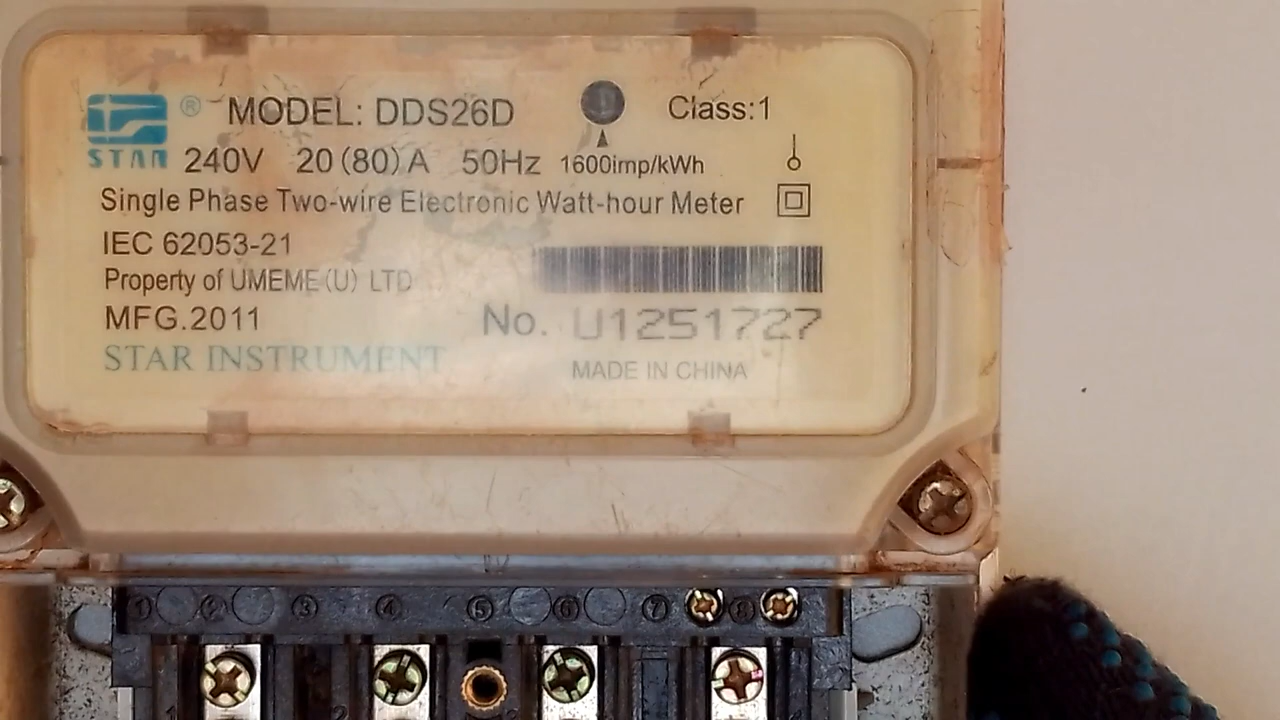 STAR ® MODEL: DDS26D Class:1
240V 20(80)A 50Hz 1600imp/kWh
Single Phase Two-wire Electronic Watt-hour Meter
IEC 62053-21
Property of UMEME(U) LTD
MFG.2011 No. U1251727
STAR INSTRUMENT MADE IN CHINA
1 2 3 4 5 6 7 8